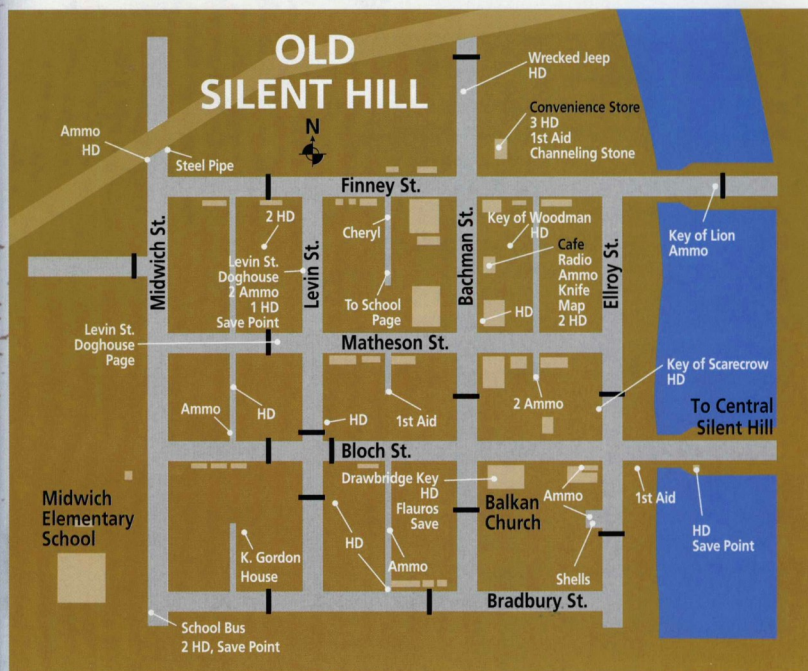 OLD
SILENT HILL
N
Wrecked Jeep
HD
Convenience Store
3 HD
1st Aid
Channeling Stone
Ammo
HD
Steel Pipe
Finney St.
2 HD
Cheryl
Key of Woodman
HD
Key of Lion
Ammo
Midwich St.
Levin St.
Doghouse
2 Ammo
1 HD
Save Point
Levin St.
To School
Page
Bachman St.
Cafe
Radio
Ammo
Knife
Map
2 HD
HD
Ellroy St.
Levin St.
Doghouse
Page
Matheson St.
Key of Scarecrow
HD
Ammo
HD
HD
1st Aid
2 Ammo
To Central
Silent Hill
Bloch St.
Midwich
Elementary
School
Drawbridge Key
HD
Flauros
Save
Balkan
Church
Ammo
1st Aid
HD
Save Point
K. Gordon
House
HD
Ammo
Shells
Bradbury St.
School Bus
2 HD, Save Point